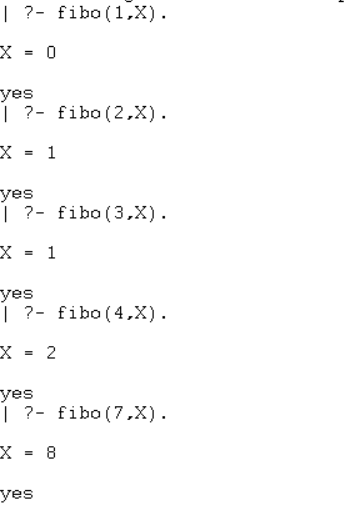 | ?- fibo(1,X).
X = 0
yes
| ?- fibo(2,X).
X = 1
yes
| ?- fibo(3,X).
X = 1
yes
| ?- fibo(4,X).
X = 2
yes
| ?- fibo(7,X).
X = 8
yes